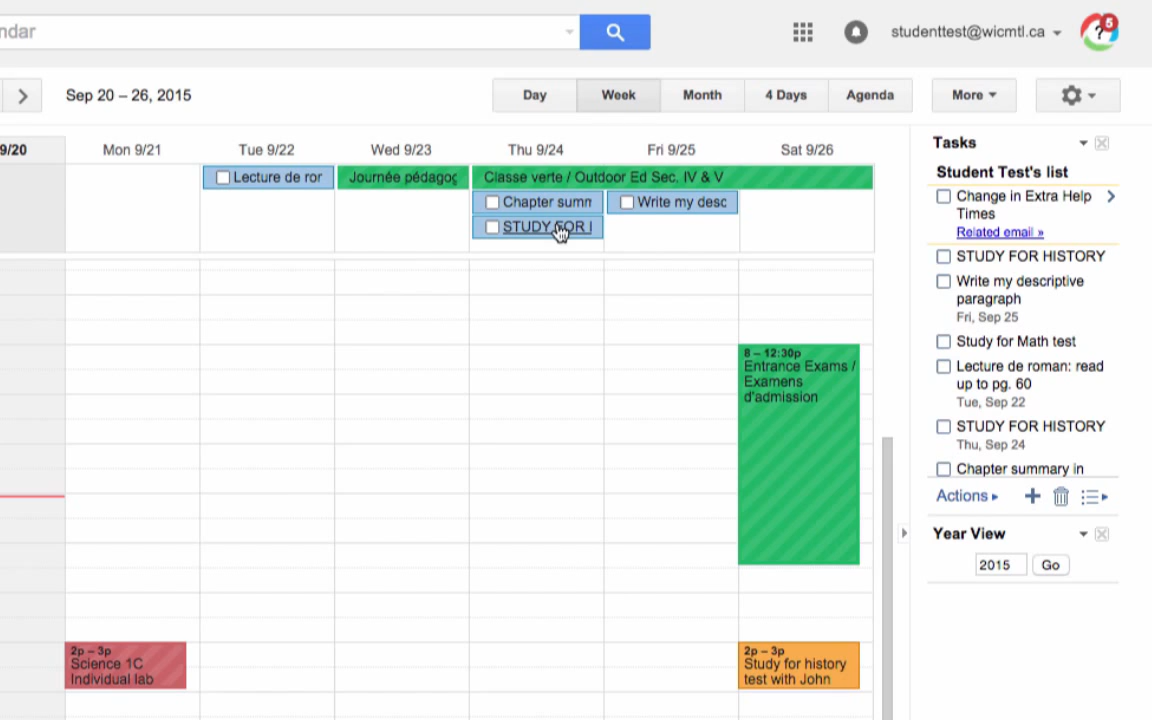 ndar
studenttest@wicmtl.ca
5
?
Sep 20 – 26, 2015
Day
Week
Month
4 Days
Agenda
More
9/20
Mon 9/21
Tue 9/22
Wed 9/23
Thu 9/24
Fri 9/25
Sat 9/26
Lecture de ror
Journée pédagog
Classe verte / Outdoor Ed Sec. IV & V
Chapter sumn
Write my desc
STUDY FOR I
8 – 12:30p
Entrance Exams /
Examens
d'admission
2p – 3p
Science 1C
Individual lab
2p – 3p
Study for history
test with John
Tasks
Student Test's list
Change in Extra Help
Times
Related email »
STUDY FOR HISTORY
Write my descriptive
paragraph
Fri, Sep 25
Study for Math test
Lecture de roman: read
up to pg. 60
Tue, Sep 22
STUDY FOR HISTORY
Thu, Sep 24
Chapter summary in
Actions
Year View
2015
Go